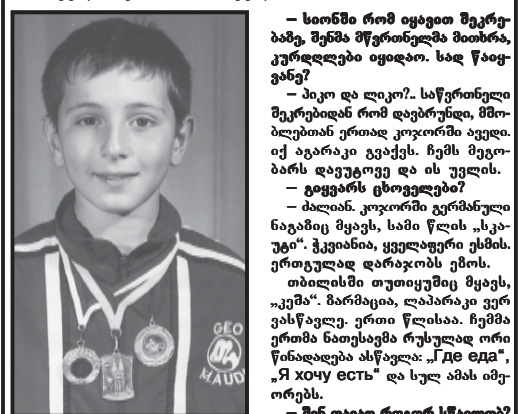 – სიონში რომ იყავით შეკრე-
ბაზე, შენმა მწვრთნელმა მითხრა,
კურდღლები იყიდაო. სად წაიყ-
ვანე?
– პიკო და ლიკო?.. საწვრთნელი
შეკრებიდან რომ დავბრუნდი, მშო-
ბლებთან ერთად კოჯორში ავედი.
იქ აგარაკი გვაქვს. ჩემს მეგო-
ბარს დავუტოვე და ის უვლის.
– გიყვარს ცხოველები?
– ძალიან. კოჯორში გერმანული
ნაგაზიც მყავს, სამი წლის „სკა-
უტი“. ჭკვიანია, ყველაფერი ესმის.
ერთგულად დარაჯობს ეზოს.
თბილისში თუთიყუშიც მყავს,
„კეშა“. ზარმაცია, ლაპარაკი ვერ
ვასწავლე. ერთი წლისაა. ჩემმა
ერთმა ნათესავმა რუსულად ორი
წინადადება ასწავლა: „Где еда“,
„Я хочу есть“ და სულ ამას იმე-
ორებს.
GEO
MAUD